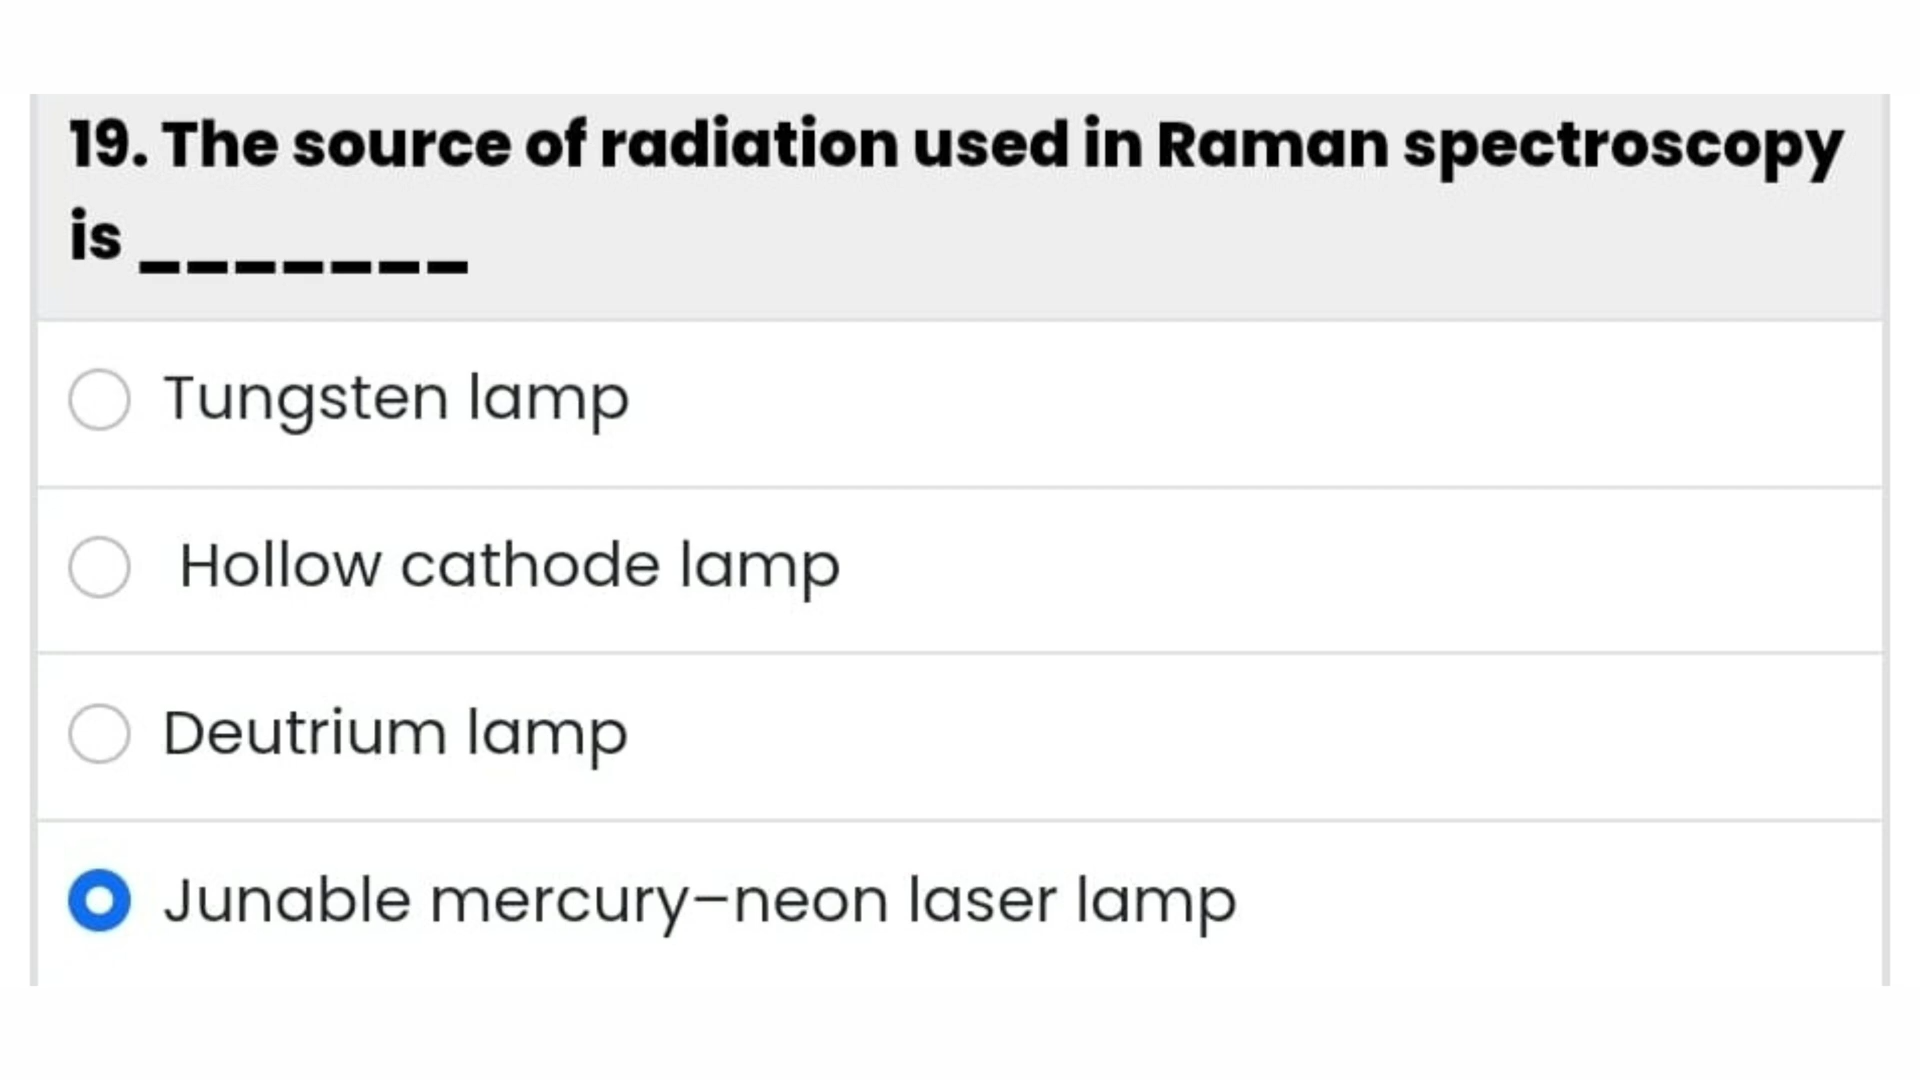 19. The source of radiation used in Raman spectroscopy
is _______
Tungsten lamp
Hollow cathode lamp
Deutrium lamp
Junable mercury–neon laser lamp